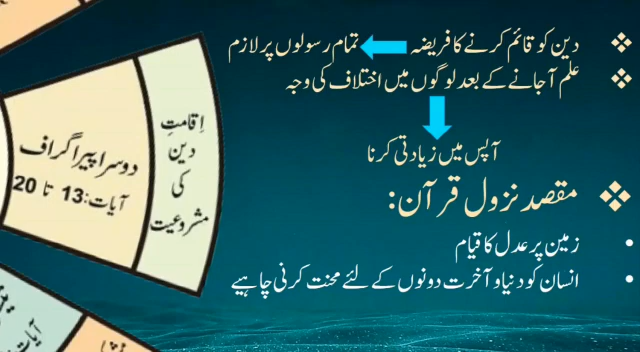 دین کو قائم کرنے کا فریضہ تمام رسولوں پر لازم
علم آجانے کے بعد لوگوں میں اختلاف کی وجہ
آپس میں زیادتی کرنا
مقصد نزول قرآن:
زمین پر عدل کا قیام
انسان کو دنیا و آخرت دونوں کے لئے محنت کرنی چاہیے
اِقامتِ
دین
کی
مشروعیت
دوسرا پیراگراف
آیات:13 تا 20
آیات